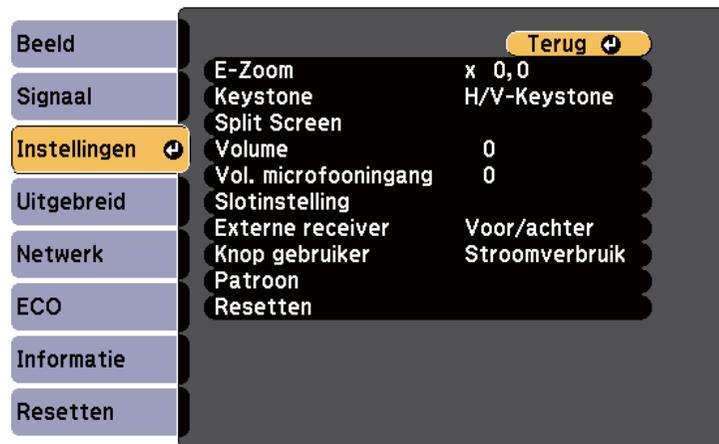 Beeld
Signaal
Instellingen
Uitgebreid
Netwerk
ECO
Informatie
Resetten
Terug
E-Zoom x 0,0
Keystone H/V-Keystone
Split Screen
Volume 0
Vol. microfooningang 0
Slotinstelling
Externe receiver Voor/achter
Knop gebruiker Stroomverbruik
Patroon
Resetten